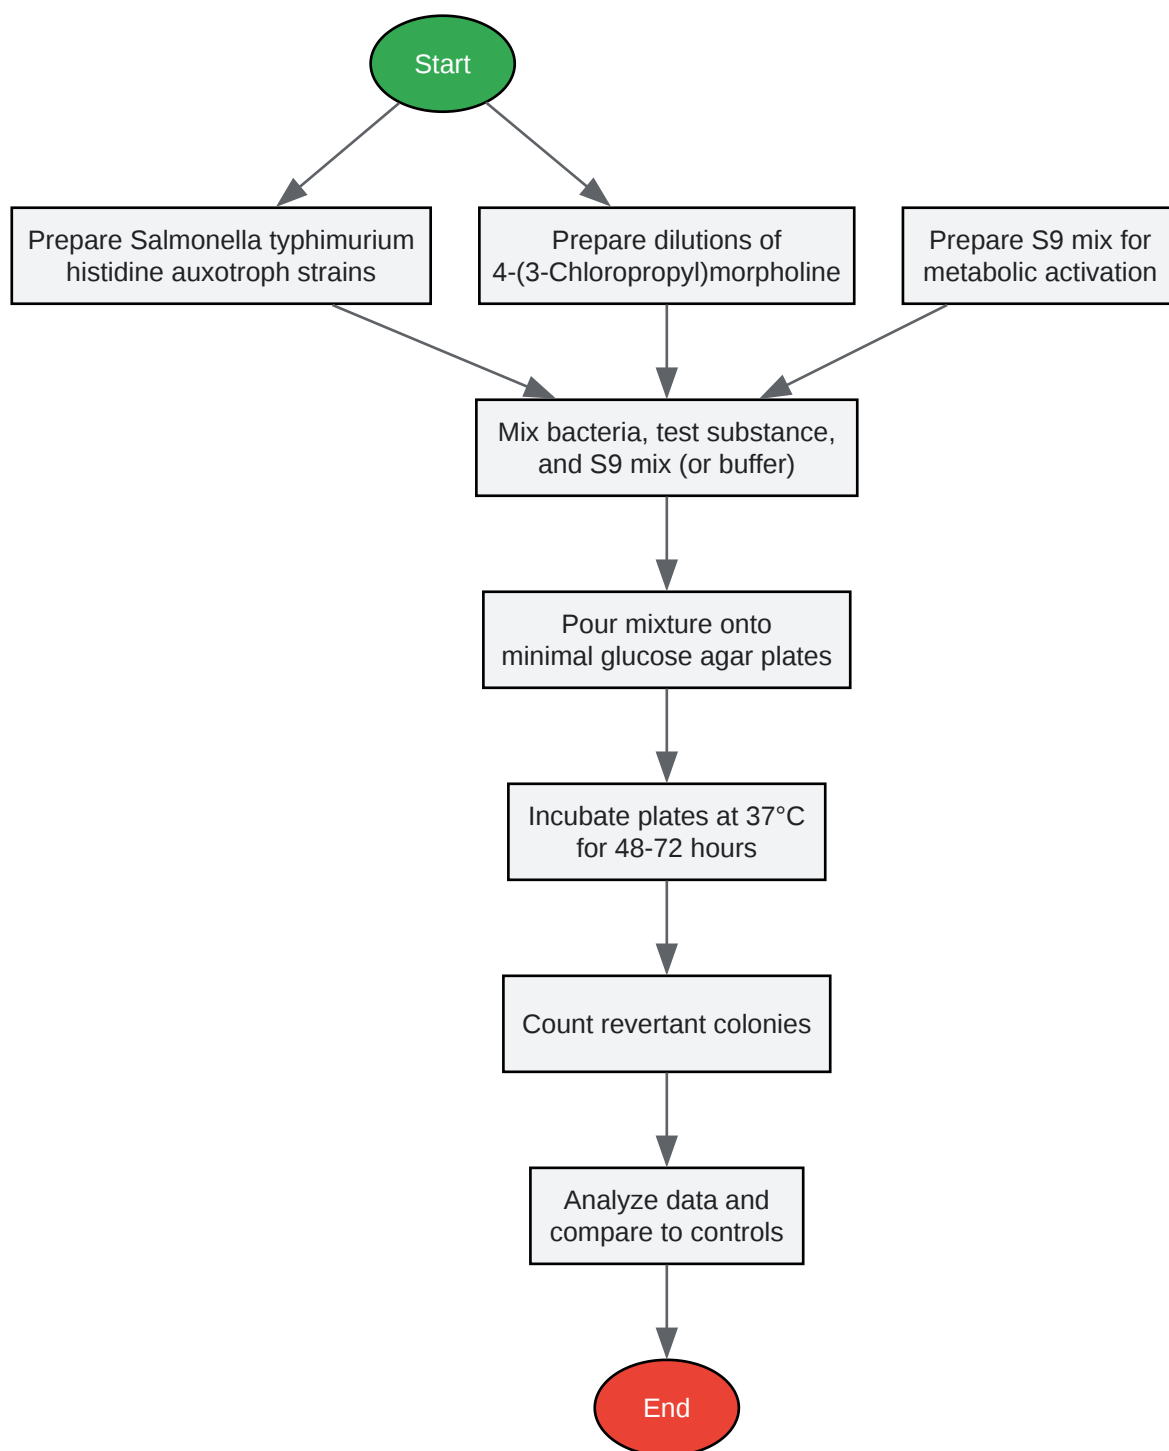 Start
Prepare Salmonella typhimurium
histidine auxotroph strains
Prepare dilutions of
4-(3-Chloropropyl)morpholine
Prepare S9 mix for
metabolic activation
Mix bacteria, test substance,
and S9 mix (or buffer)
Pour mixture onto
minimal glucose agar plates
Incubate plates at 37°C
for 48-72 hours
Count revertant colonies
Analyze data and
compare to controls
End